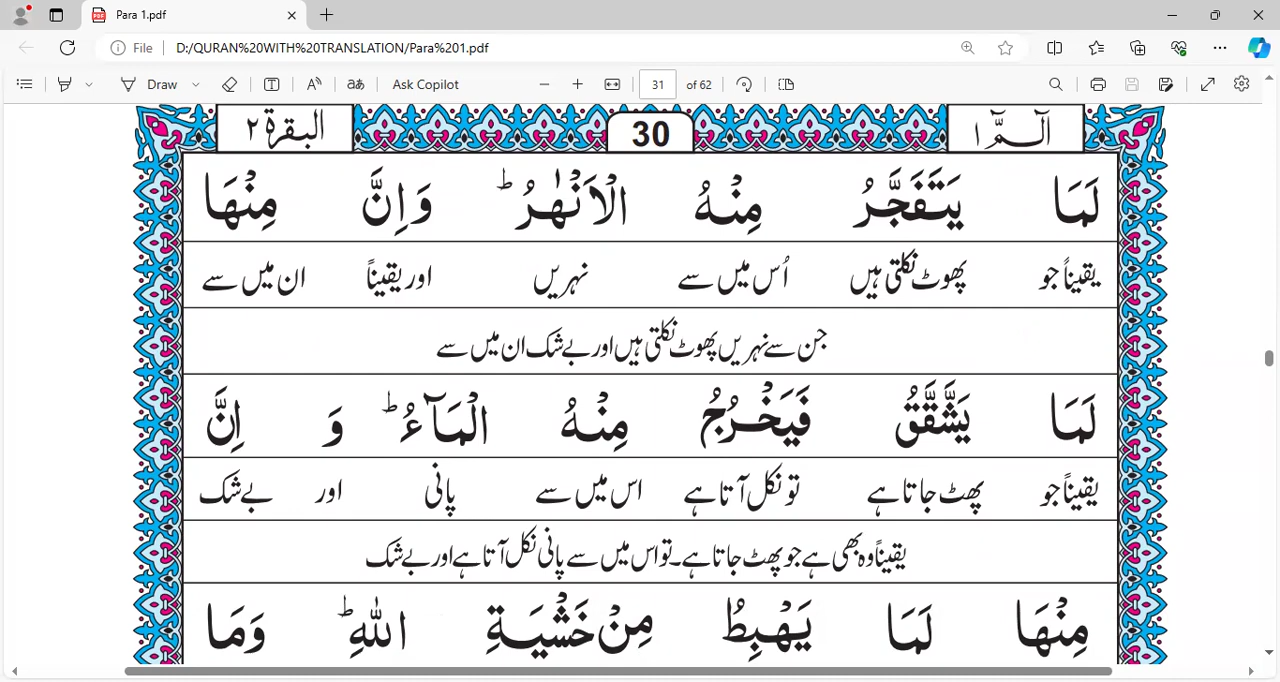 Para 1.pdf
File D:/QURAN%20WITH%20TRANSLATION/Para%201.pdf
Draw aあ Ask Copilot 31 of 62
الٓـمّٓ ١ 30 البقرة ٢
لَمَا یَتَفَجَّرُ مِنْهُ الْاَنْهٰرُ ؕ وَاِنَّ مِنْهَا
یقیناً جو پھوٹ نکلتی ہیں اُس میں سے نہریں اور یقیناً ان میں سے
جن سے نہریں پھوٹ نکلتی ہیں اور بے شک ان میں سے
لَمَا یَشَّقَّقُ فَیَخْرُجُ مِنْهُ الْمَآءُ ؕ وَ اِنَّ
یقیناً جو پھٹ جاتا ہے تو نکل آتا ہے اس میں سے پانی اور بے شک
یقیناً وہ بھی ہے جو پھٹ جاتا ہے۔ تو اس میں سے پانی نکل آتا ہے اور بے شک
مِنْهَا لَمَا یَهْبِطُ مِنْ خَشْیَةِ اللّٰهِ ؕ وَمَا